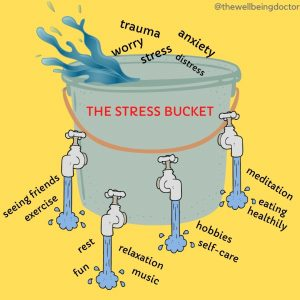 @thewellbeingdoctor
trauma
anxiety
worry
stress
distress
THE STRESS BUCKET
seeing friends
exercise
rest
fun
relaxation
music
hobbies
self-care
meditation
eating
healthily